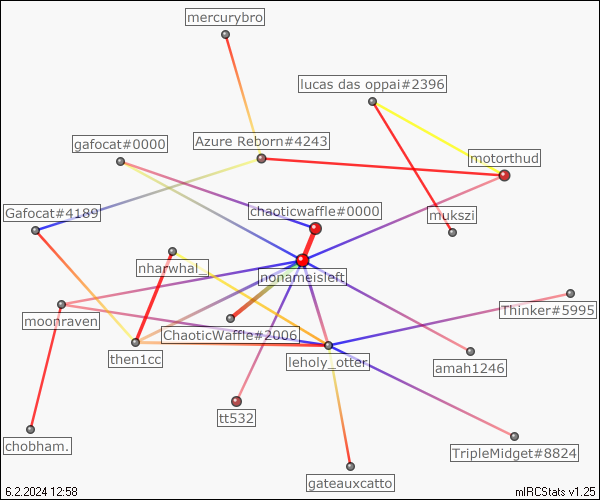 mercurybro
lucas das oppai#2396
gafocat#0000
Azure Reborn#4243
motorthud
Gafocat#4189
chaoticwaffle#0000
mukszi
nharwhal_
nonameisleft
moonraven
ChaoticWaffle#2006
Thinker#5995
then1cc
leholy_otter
amah1246
tt532
chobham.
TripleMidget#8824
gateauxcatto
6.2.2024 12:58
mIRCStats v1.25